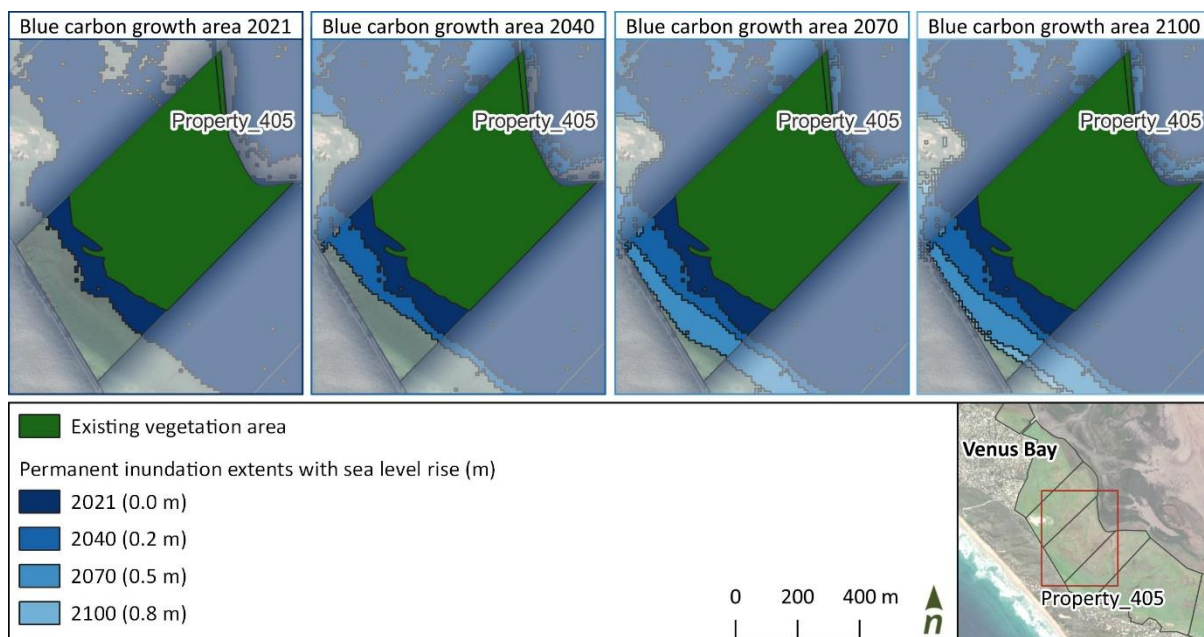 Blue carbon growth area 2021
Blue carbon growth area 2040
Blue carbon growth area 2070
Blue carbon growth area 2100
Property_405
Property_405
Property_405
Property_405
Existing vegetation area
Permanent inundation extents with sea level rise (m)
2021 (0.0 m)
2040 (0.2 m)
2070 (0.5 m)
2100 (0.8 m)
0 200 400 m
n
Venus Bay
Property_405